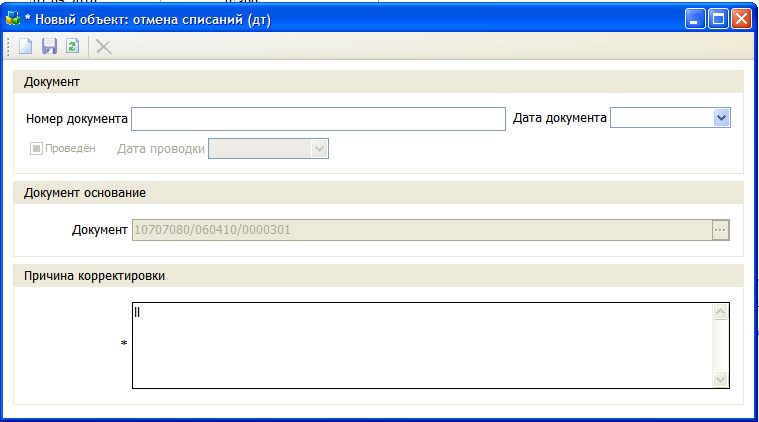 * Новый объект: отмена списаний (дт)
Документ
Номер документа
Дата документа
Проведён
Дата проводки
Документ основание
Документ 10707080/060410/0000301
Причина корректировки
*